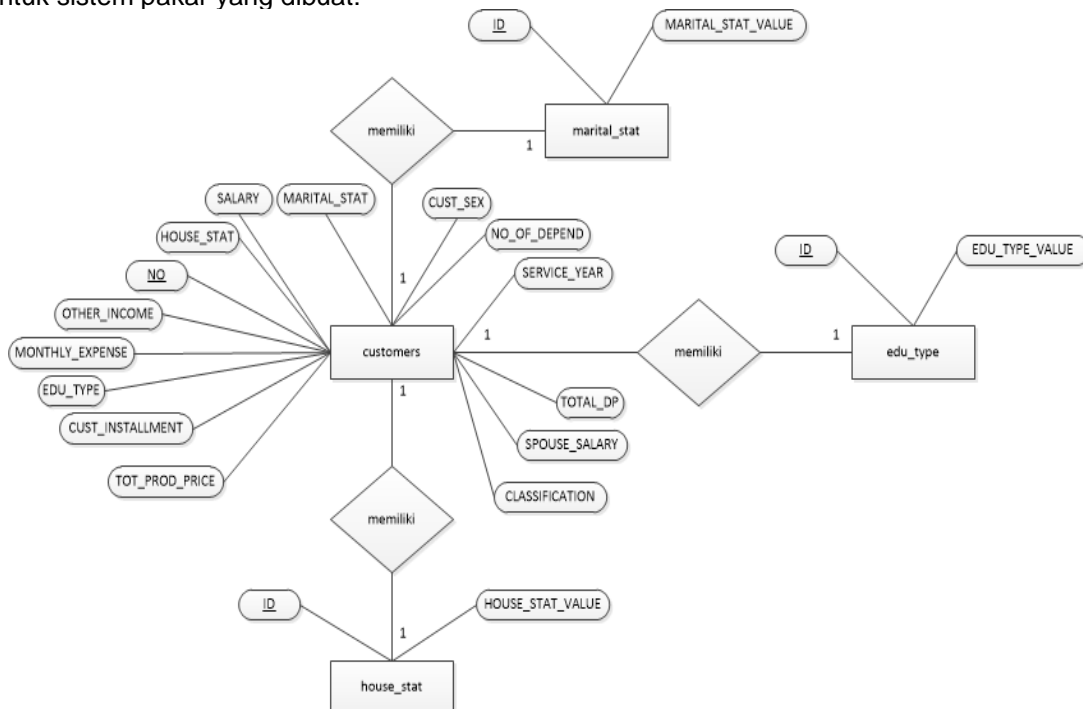 ntuk sistem pakar yang dibuat.
ID
MARITAL_STAT_VALUE
memiliki
1
marital_stat
SALARY
MARITAL_STAT
CUST_SEX
HOUSE_STAT
NO_OF_DEPEND
NO
SERVICE_YEAR
ID
EDU_TYPE_VALUE
OTHER_INCOME
1
MONTHLY_EXPENSE
customers
1
memiliki
1
edu_type
EDU_TYPE
1
TOTAL_DP
CUST_INSTALLMENT
SPOUSE_SALARY
TOT_PROD_PRICE
CLASSIFICATION
memiliki
ID
HOUSE_STAT_VALUE
1
house_stat